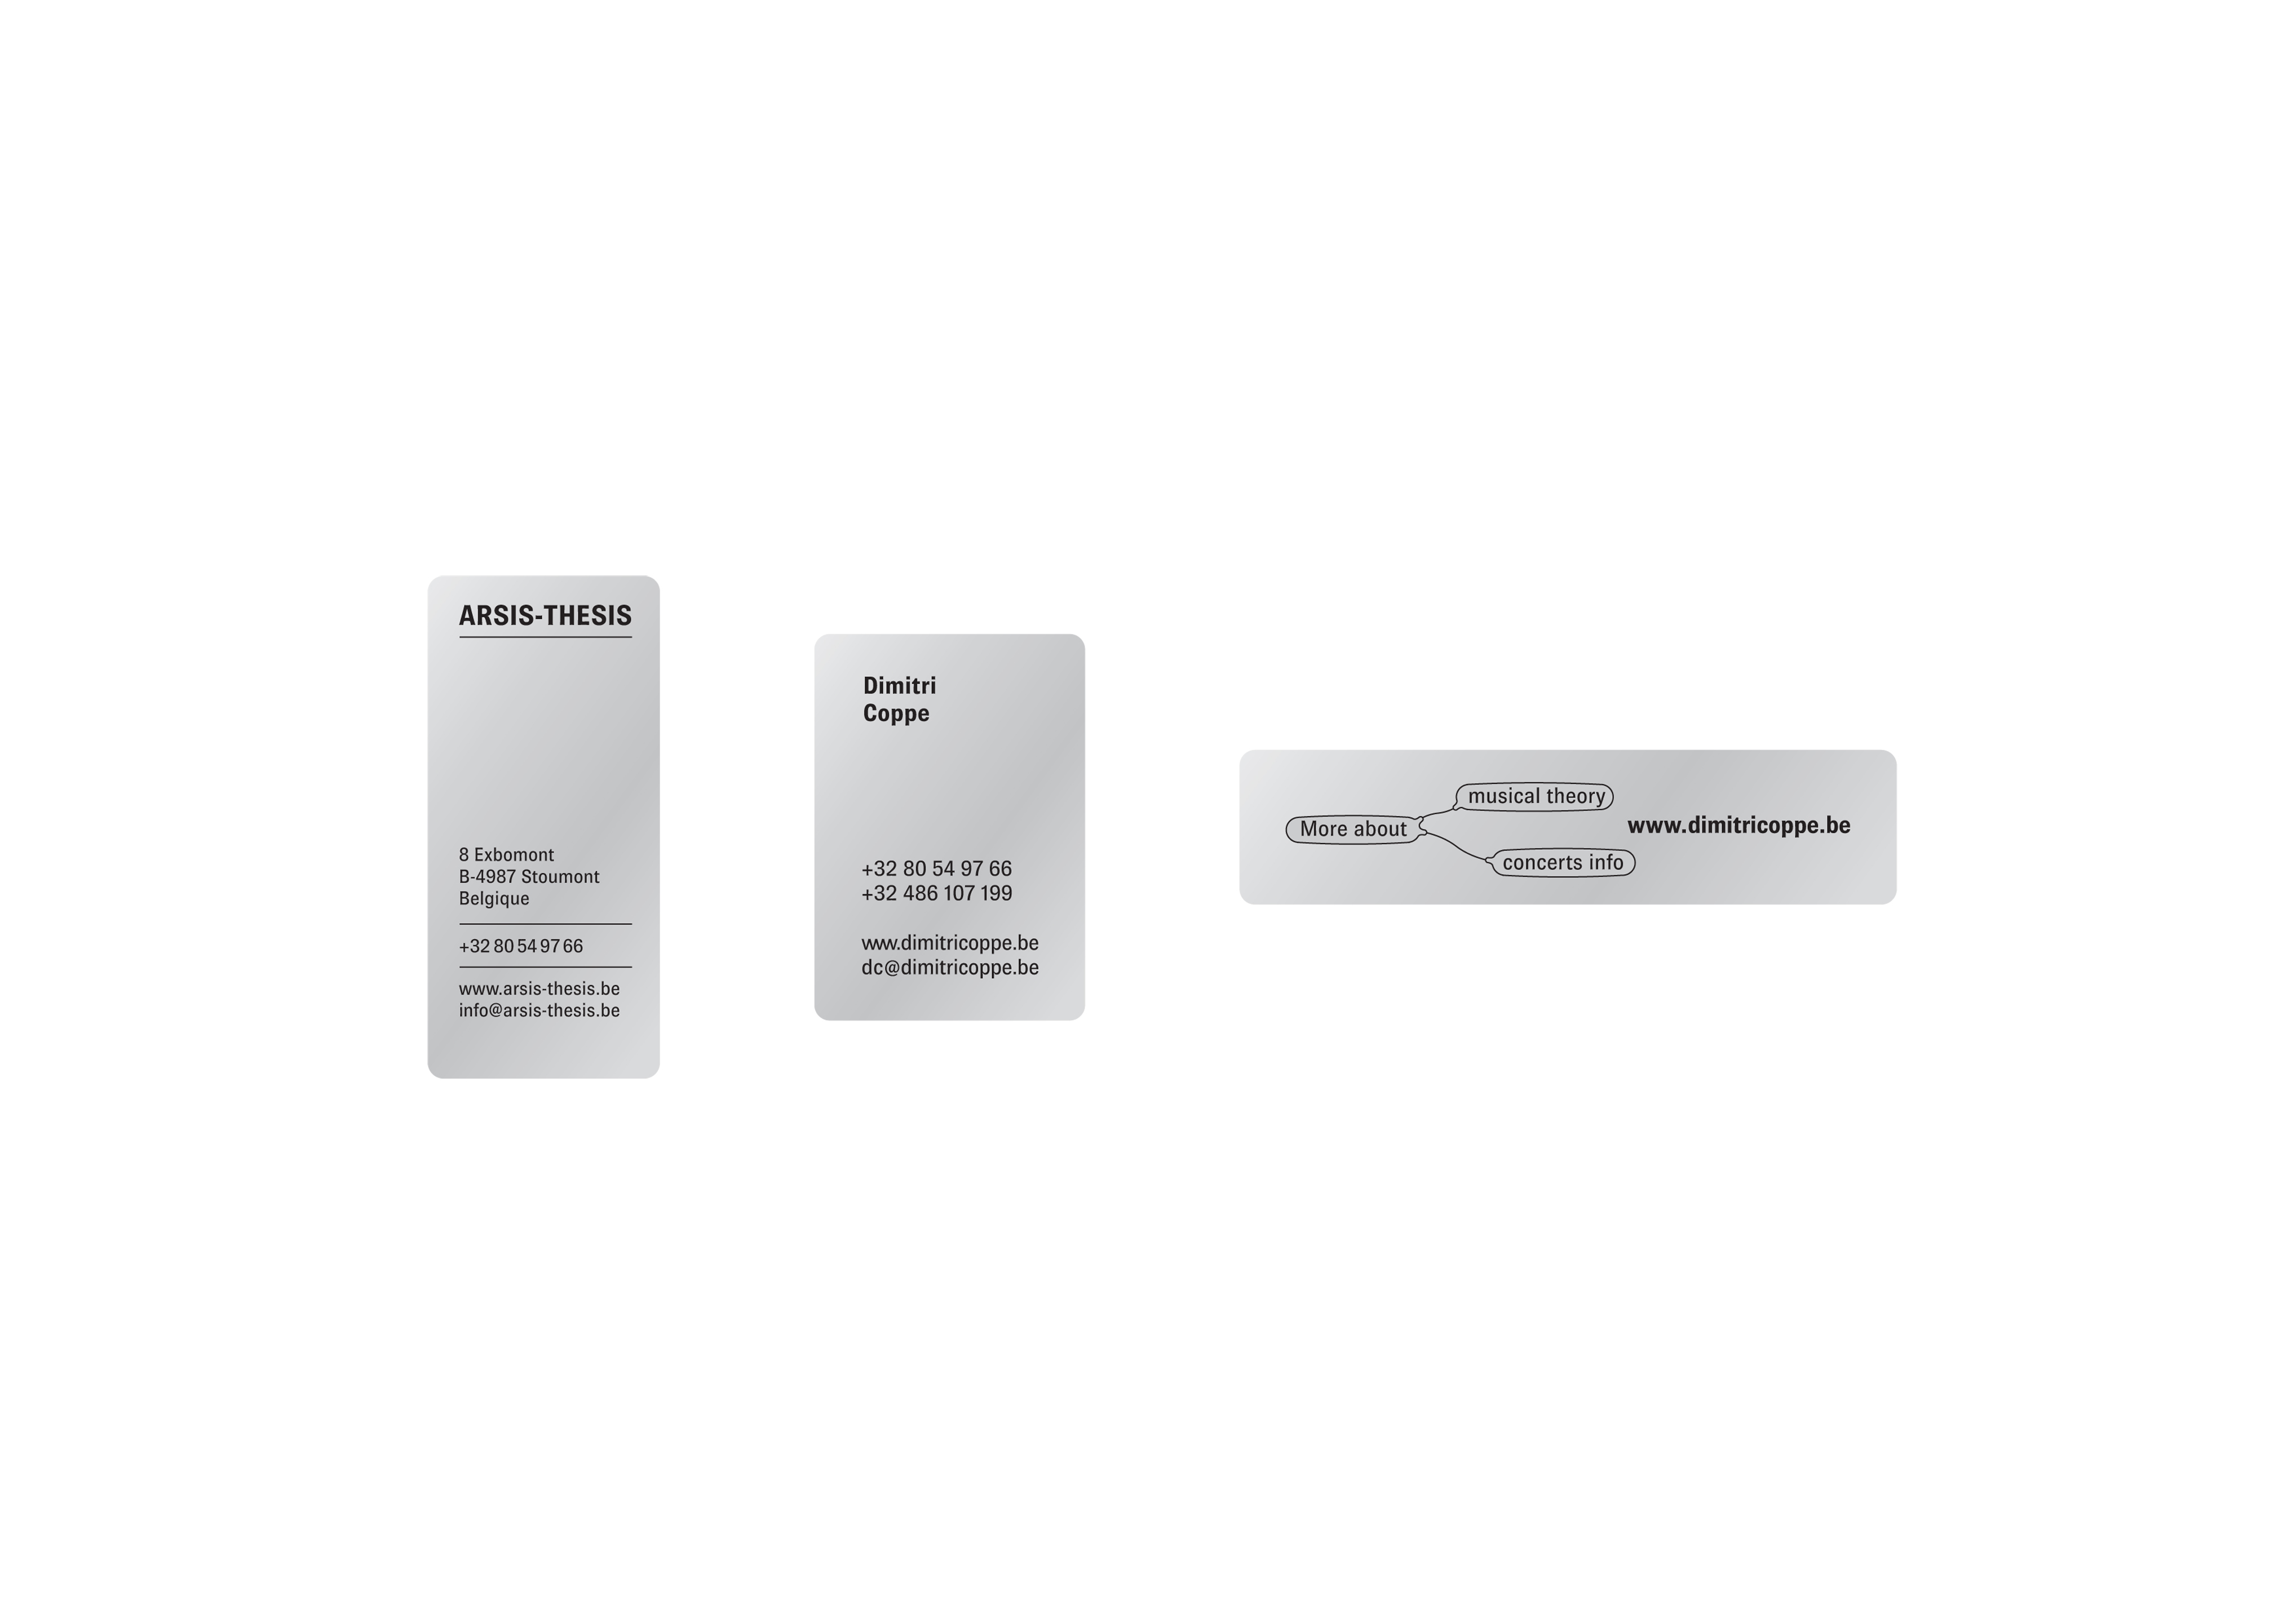 ARSIS-THESIS
8 Exbomont
B-4987 Stoumont
Belgique
+32 80 54 97 66
www.arsis-thesis.be
info@arsis-thesis.be
Dimitri
Coppe
+32 80 54 97 66
+32 486 107 199
www.dimitricoppe.be
dc@dimitricoppe.be
More about
musical theory
concerts info
www.dimitricoppe.be